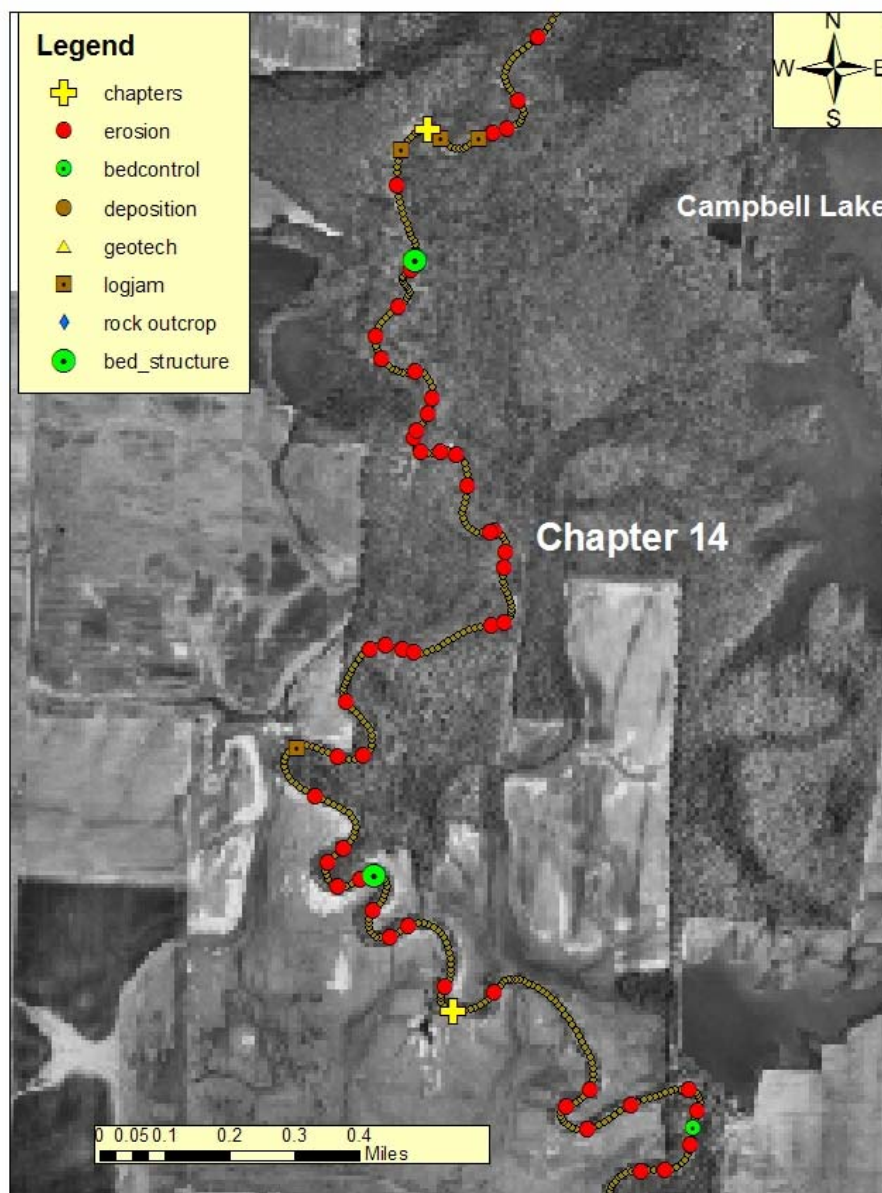 Legend
chapters
erosion
bedcontrol
deposition
geotech
logjam
rock outcrop
bed_structure
N
W E
S
Campbell Lake
Chapter 14
0 0.05 0.1 0.2 0.3 0.4
Miles